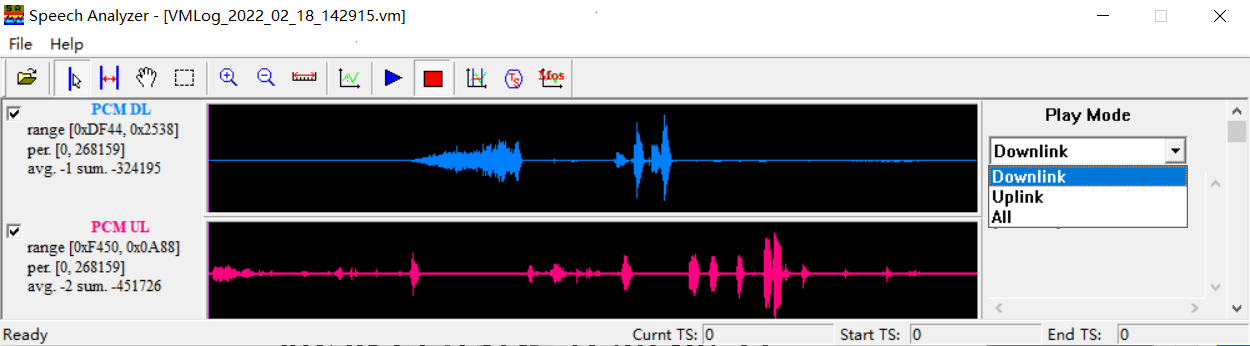 Speech Analyzer - [VMLog_2022_02_18_142915.vm]
File Help
TS
Mos
PCM DL
range [0xDF44, 0x2538]
per. [0, 268159]
avg. -1 sum. -324195
Play Mode
Downlink
Downlink
Uplink
All
PCM UL
range [0xF450, 0x0A88]
per. [0, 268159]
avg. -2 sum. -451726
Ready
Curnt TS: 0
Start TS: 0
End TS: 0